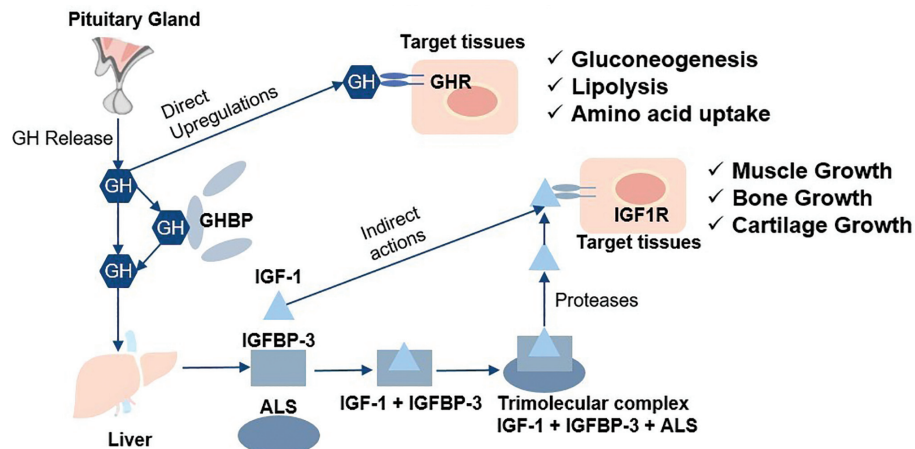 Pituitary Gland
GH Release
GH
Direct
Upregulations
GH
GHR
Target tissues
✓ Gluconeogenesis
✓ Lipolysis
✓ Amino acid uptake
GH
GHBP
GH
Liver
IGF-1
IGFBP-3
ALS
Indirect
actions
IGF-1 + IGFBP-3
Trimolecular complex
IGF-1 + IGFBP-3 + ALS
Proteases
IGF1R
Target tissues
✓ Muscle Growth
✓ Bone Growth
✓ Cartilage Growth